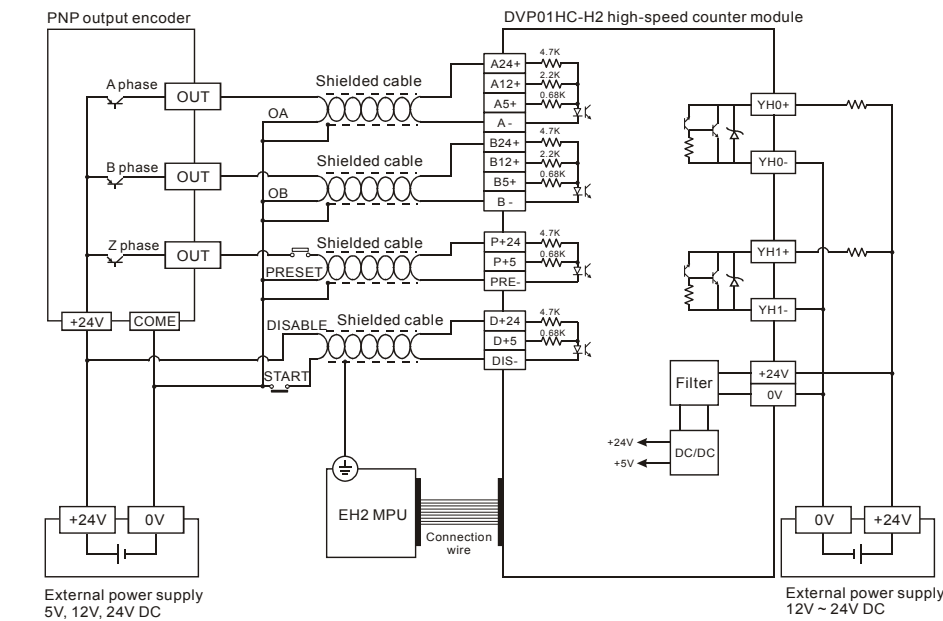 PNP output encoder
DVP01HC-H2 high-speed counter module
A phase
OUT
OA
Shielded cable
A24+
4.7K
A12+
2.2K
A5+
0.68K
A -
B phase
OUT
OB
Shielded cable
B24+
4.7K
B12+
2.2K
B5+
0.68K
B -
Z phase
OUT
PRESET
Shielded cable
P+24
4.7K
P+5
0.68K
PRE-
+24V
COME
DISABLE
Shielded cable
START
D+24
4.7K
D+5
0.68K
DIS-
YH0+
YH0-
YH1+
YH1-
Filter
+24V
0V
DC/DC
+24V
+5V
EH2 MPU
Connection
wire
+24V
0V
External power supply
5V, 12V, 24V DC
0V
+24V
External power supply
12V ~ 24V DC